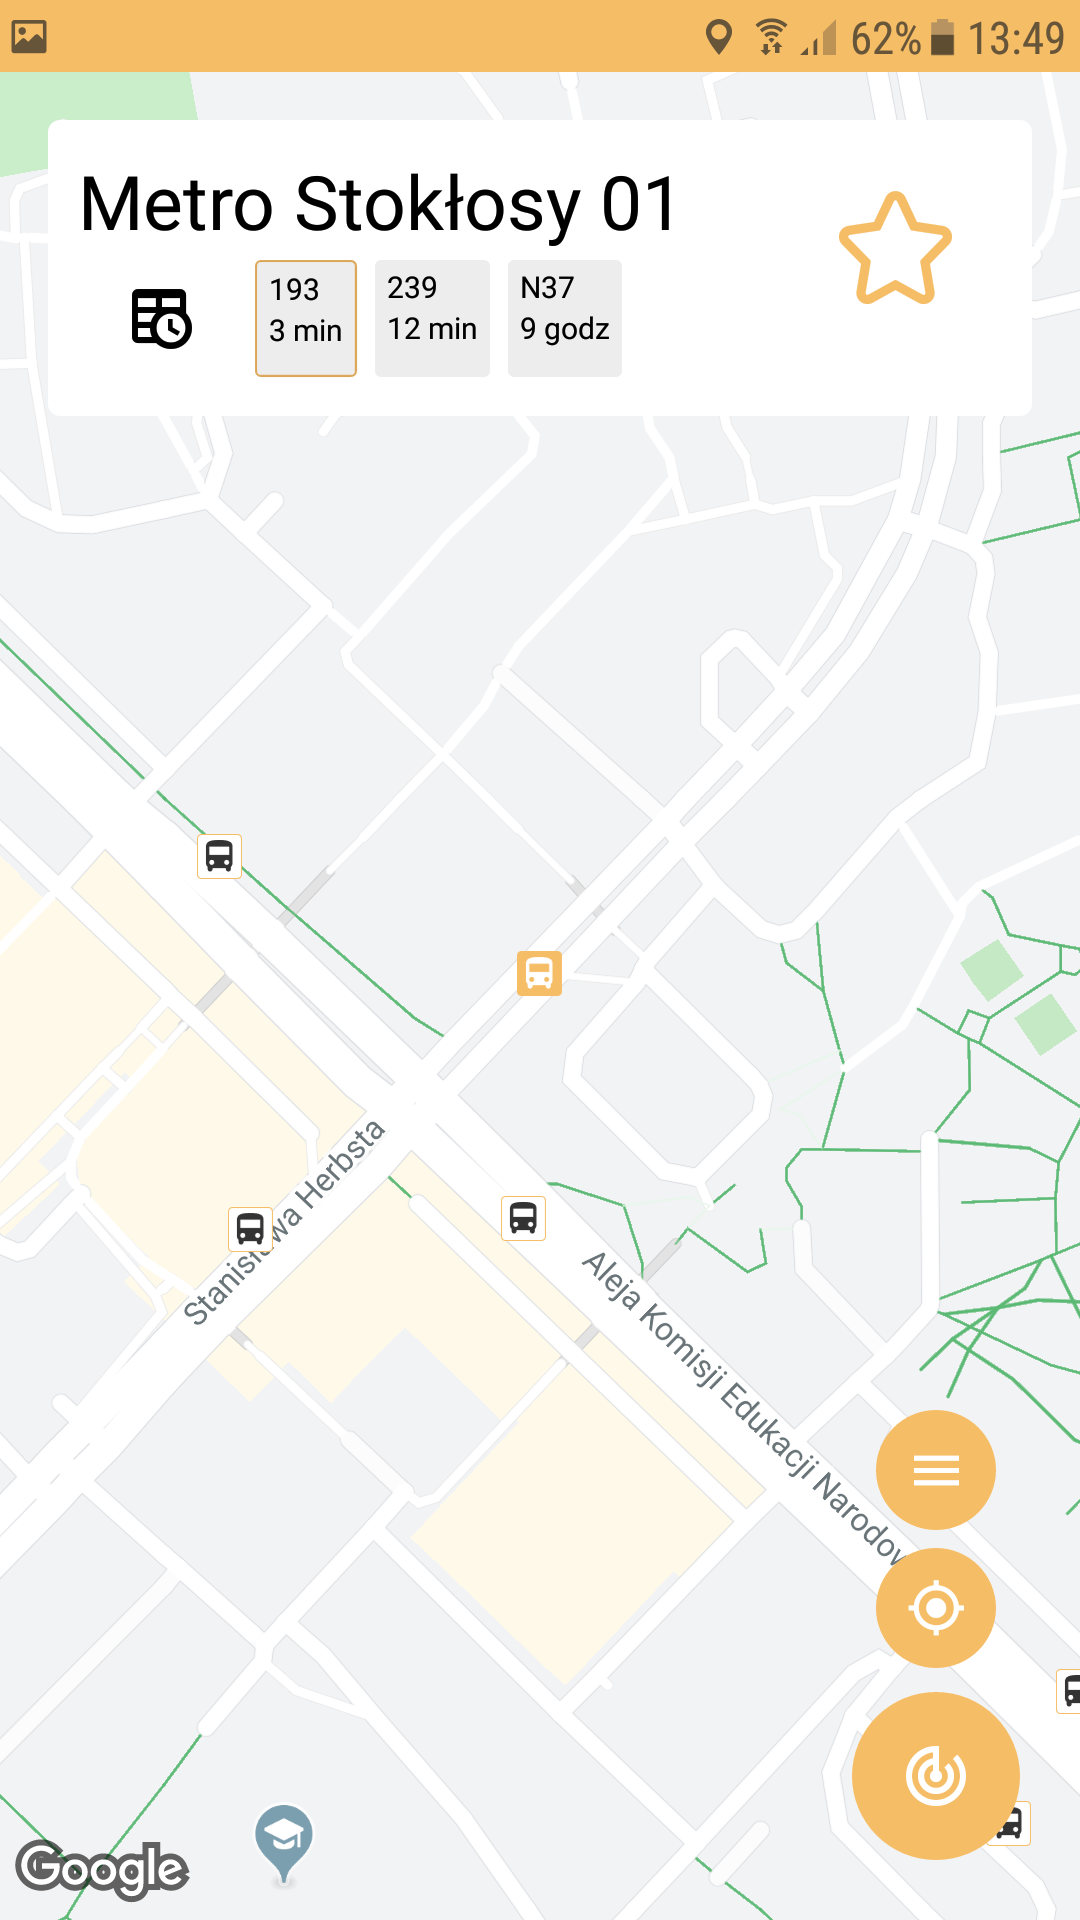 62% 13:49
Metro Stokłosy 01
193 239 N37
3 min 12 min 9 godz
Stanisława Herbsta
Aleja Komisji Edukacji Narodow
Google